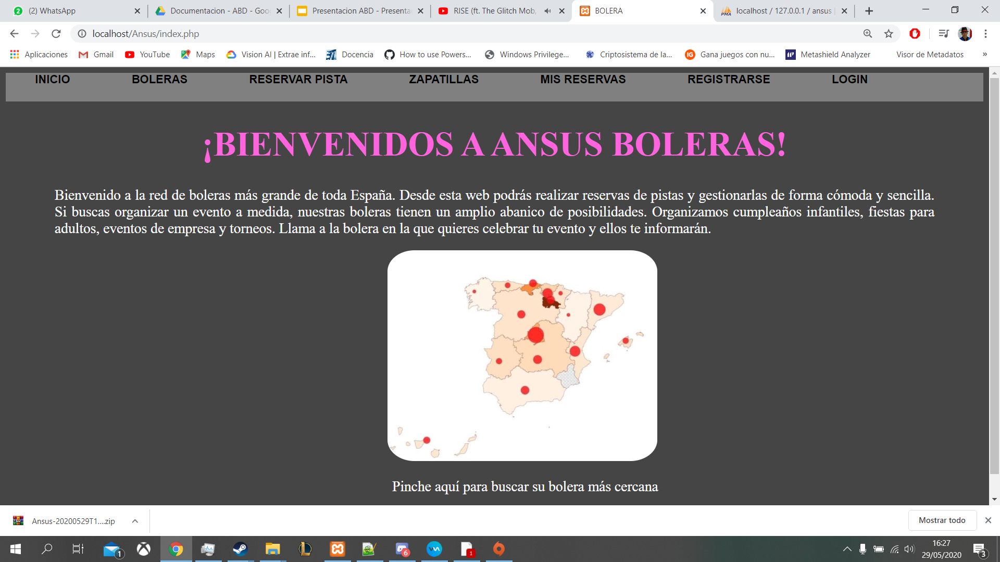 (2) WhatsApp
Documentacion - ABD - Goo
Presentacion ABD - Presenta
RISE (ft. The Glitch Mob,
BOLERA
PMA
localhost / 127.0.0.1 / ansus
localhost/Ansus/index.php
Aplicaciones
Gmail
YouTube
Maps
Vision AI | Extrae inf...
Docencia
How to use Powers...
Windows Privilege...
Criptosistema de la...
IG
Gana juegos con nu...
Metashield Analyzer
Visor de Metadatos
»
INICIO
BOLERAS
RESERVAR PISTA
ZAPATILLAS
MIS RESERVAS
REGISTRARSE
LOGIN
¡BIENVENIDOS A ANSUS BOLERAS!
Bienvenido a la red de boleras más grande de toda España. Desde esta web podrás realizar reservas de pistas y gestionarlas de forma cómoda y sencilla.
Si buscas organizar un evento a medida, nuestras boleras tienen un amplio abanico de posibilidades. Organizamos cumpleaños infantiles, fiestas para
adultos, eventos de empresa y torneos. Llama a la bolera en la que quieres celebrar tu evento y ellos te informarán.
Pinche aquí para buscar su bolera más cercana
Ansus-20200529T1....zip
Mostrar todo
1
6
1
16:27
29/05/2020
3